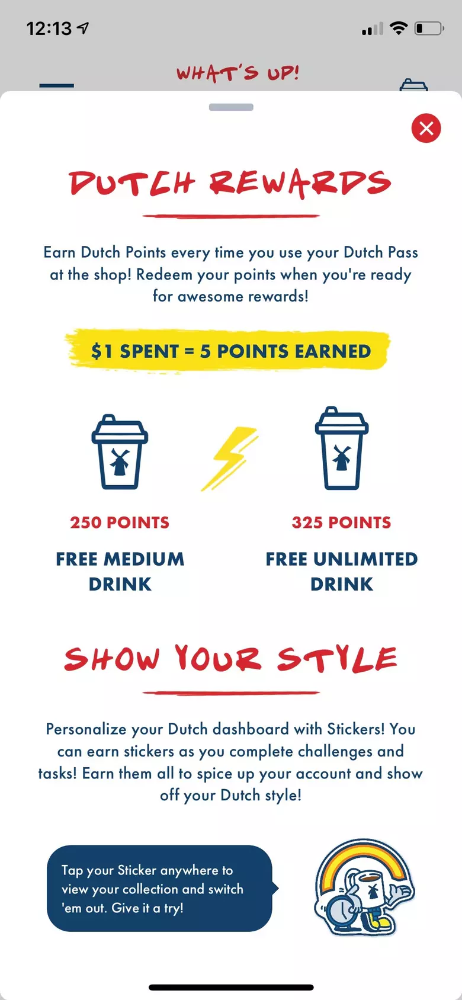 12:13
WHAT'S UP!
DUTCH REWARDS
Earn Dutch Points every time you use your Dutch Pass
at the shop! Redeem your points when you're ready
for awesome rewards!
$1 SPENT = 5 POINTS EARNED
250 POINTS
FREE MEDIUM
DRINK
325 POINTS
FREE UNLIMITED
DRINK
SHOW YOUR STYLE
Personalize your Dutch dashboard with Stickers! You
can earn stickers as you complete challenges and
tasks! Earn them all to spice up your account and show
off your Dutch style!
Tap your Sticker anywhere to
view your collection and switch
'em out. Give it a try!